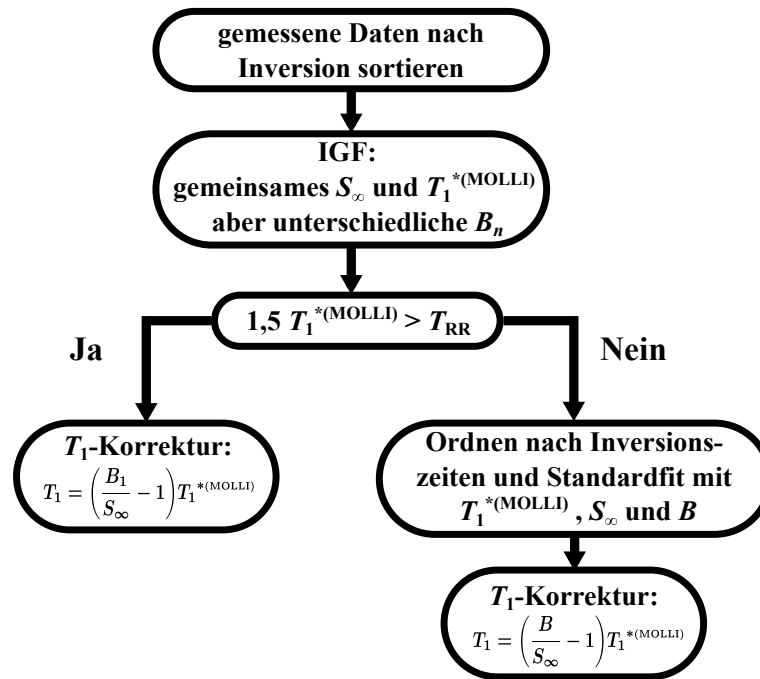 gemessene Daten nach
Inversion sortieren
IGF:
gemeinsames S∞ und T₁*(MOLLI)
aber unterschiedliche Bₙ
1,5 T₁*(MOLLI) > T_RR
Ja
Nein
T₁-Korrektur:
T₁ = (B₁/S∞ − 1) T₁*(MOLLI)
Ordnen nach Inversions-
zeiten und Standardfit mit
T₁*(MOLLI) , S∞ und B
T₁-Korrektur:
T₁ = (B/S∞ − 1) T₁*(MOLLI)